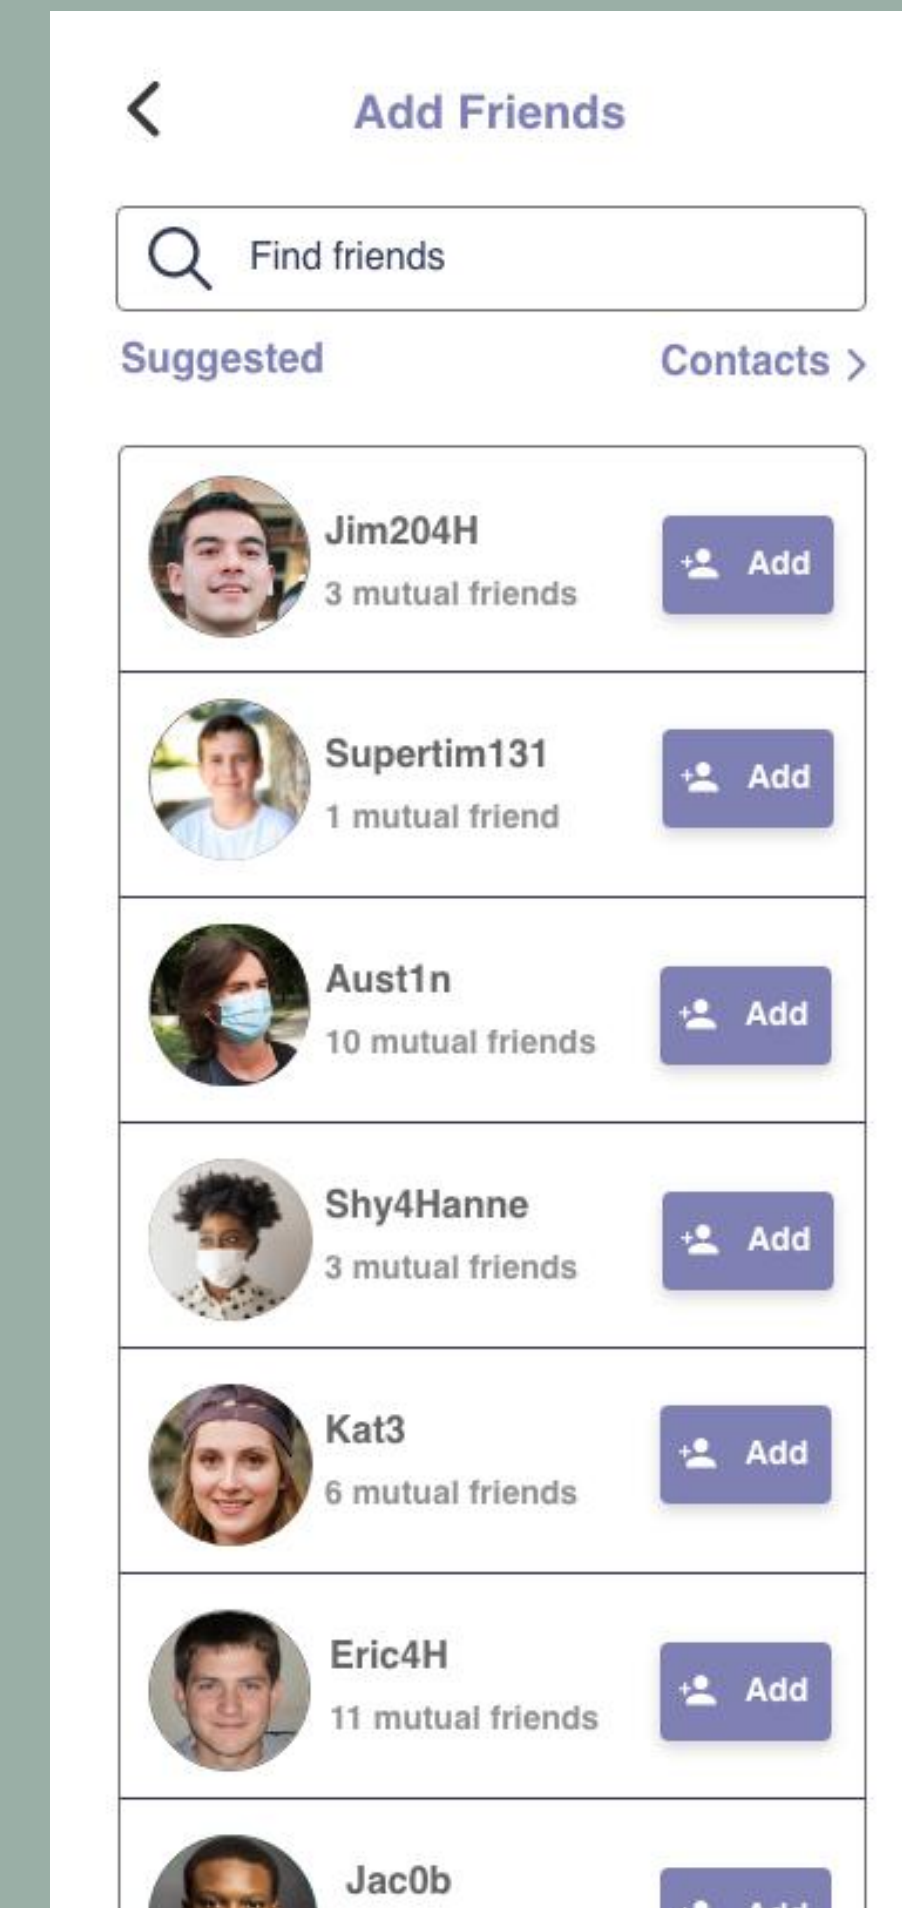 Add Friends
Find friends
Suggested
Contacts
Jim204H
3 mutual friends
Add
Supertim131
1 mutual friend
Add
Aust1n
10 mutual friends
Add
Shy4Hanne
3 mutual friends
Add
Kat3
6 mutual friends
Add
Eric4H
11 mutual friends
Add
Jac0b
Add